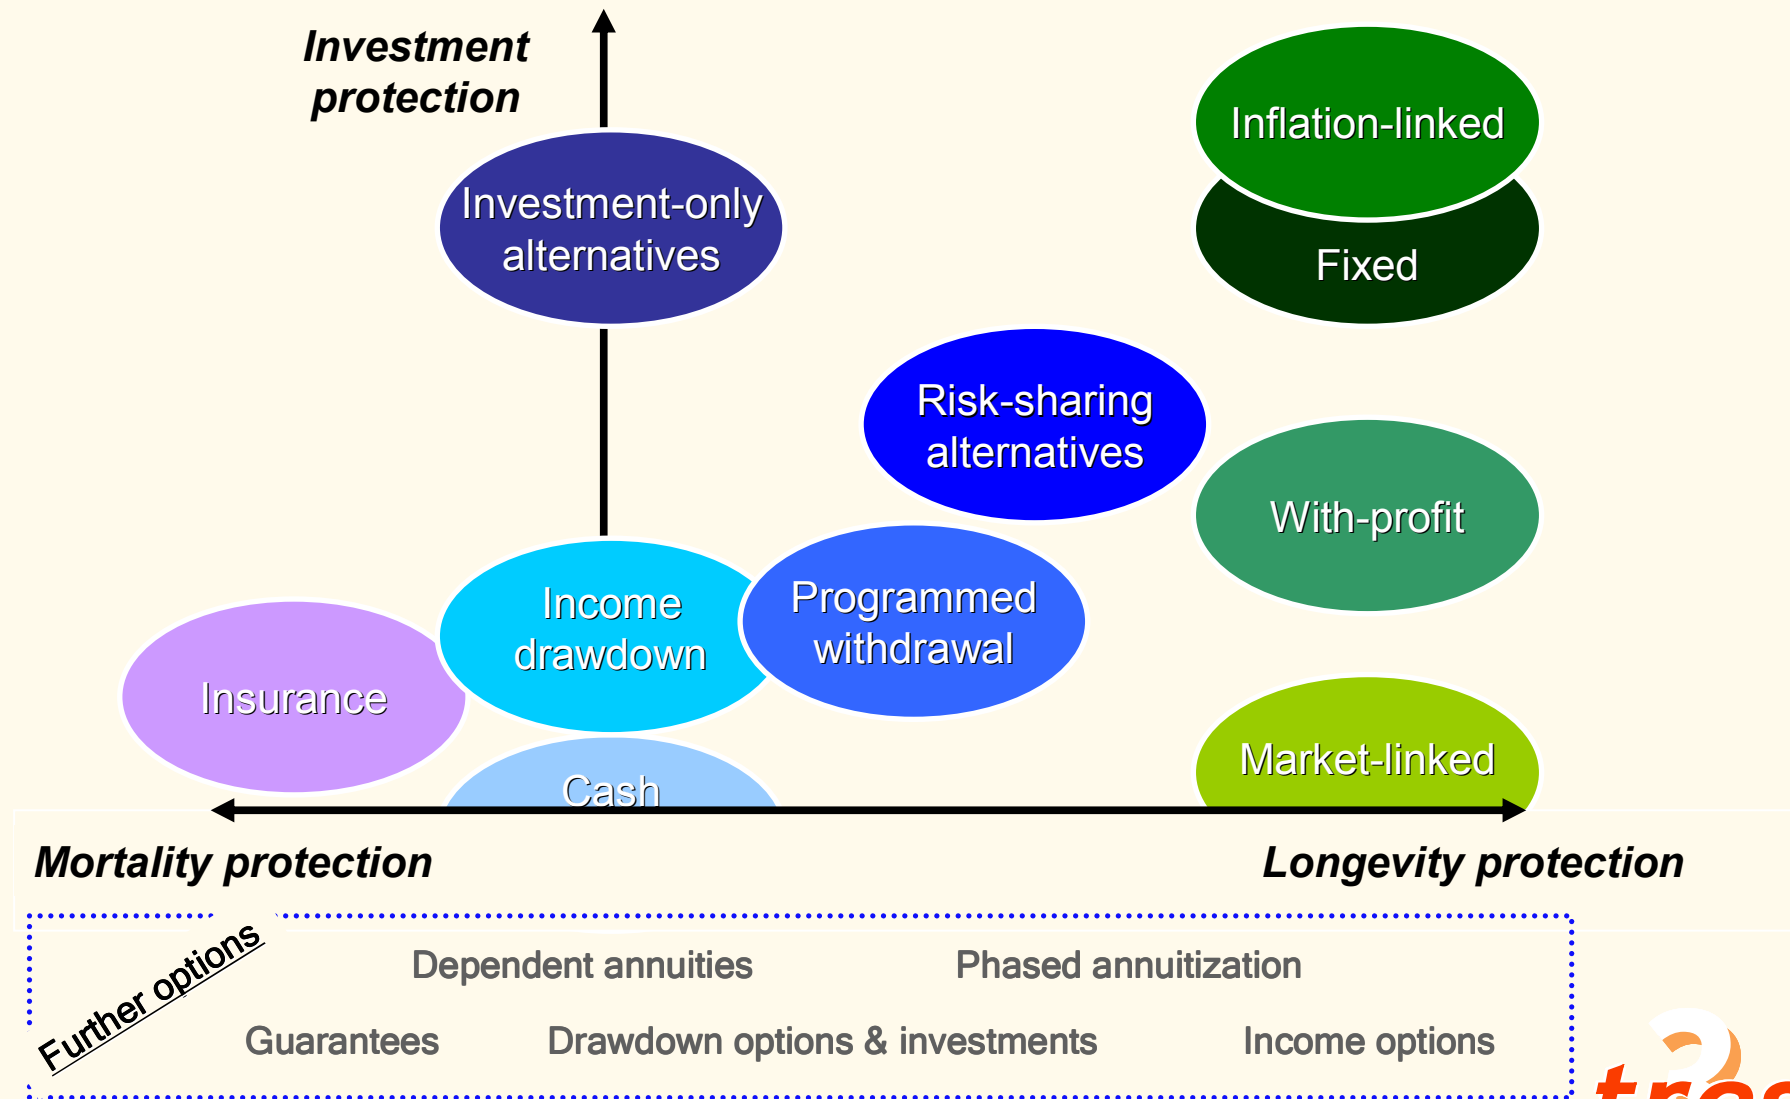 Investment
protection
Inflation-linked
Investment-only
alternatives
Fixed
Risk-sharing
alternatives
With-profit
Income
drawdown
Programmed
withdrawal
Insurance
Market-linked
Cash
Mortality protection
Longevity protection
Further options
Dependent annuities
Phased annuitization
Guarantees
Drawdown options & investments
Income options